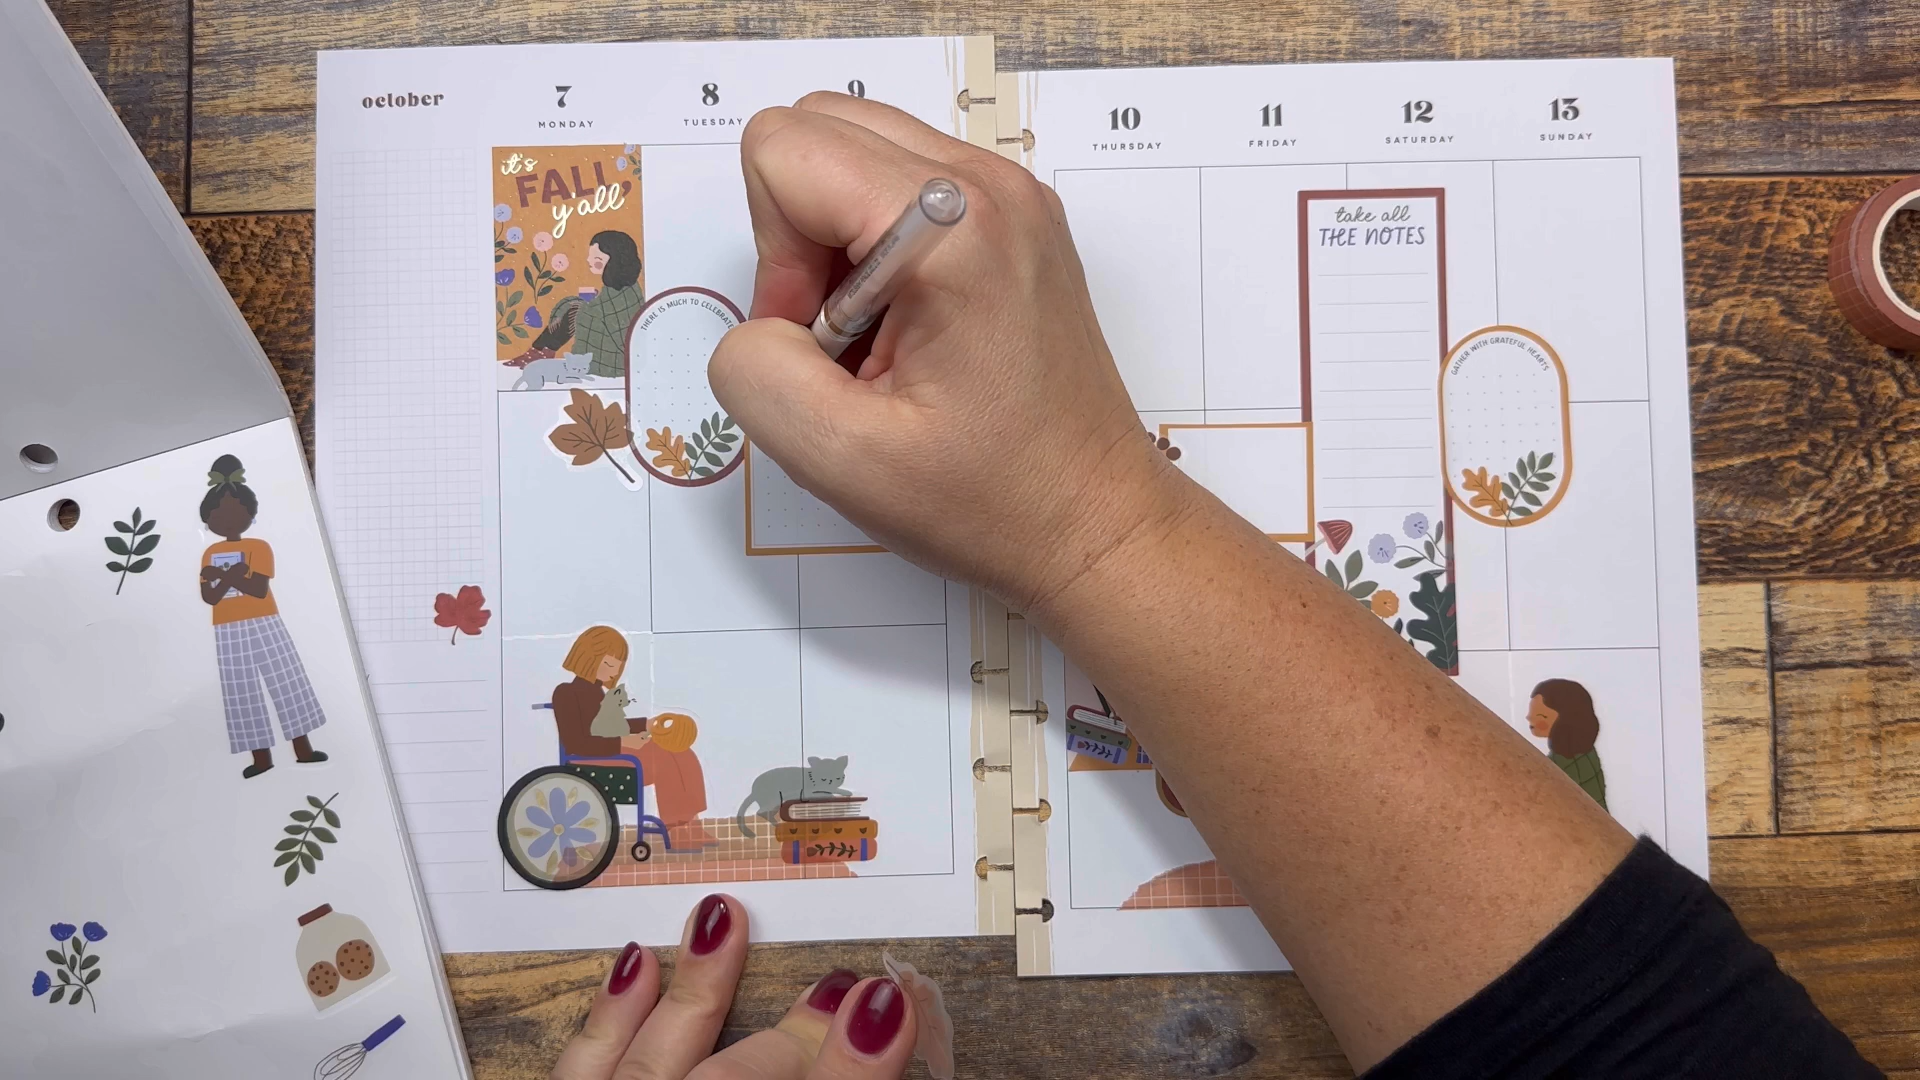 october
7
MONDAY
8
TUESDAY
9
10
THURSDAY
11
FRIDAY
12
SATURDAY
13
SUNDAY
it's
FALL,
y'all
THERE IS MUCH TO CELEBRATE
take all
THE NOTES
GATHER WITH GRATEFUL HEARTS